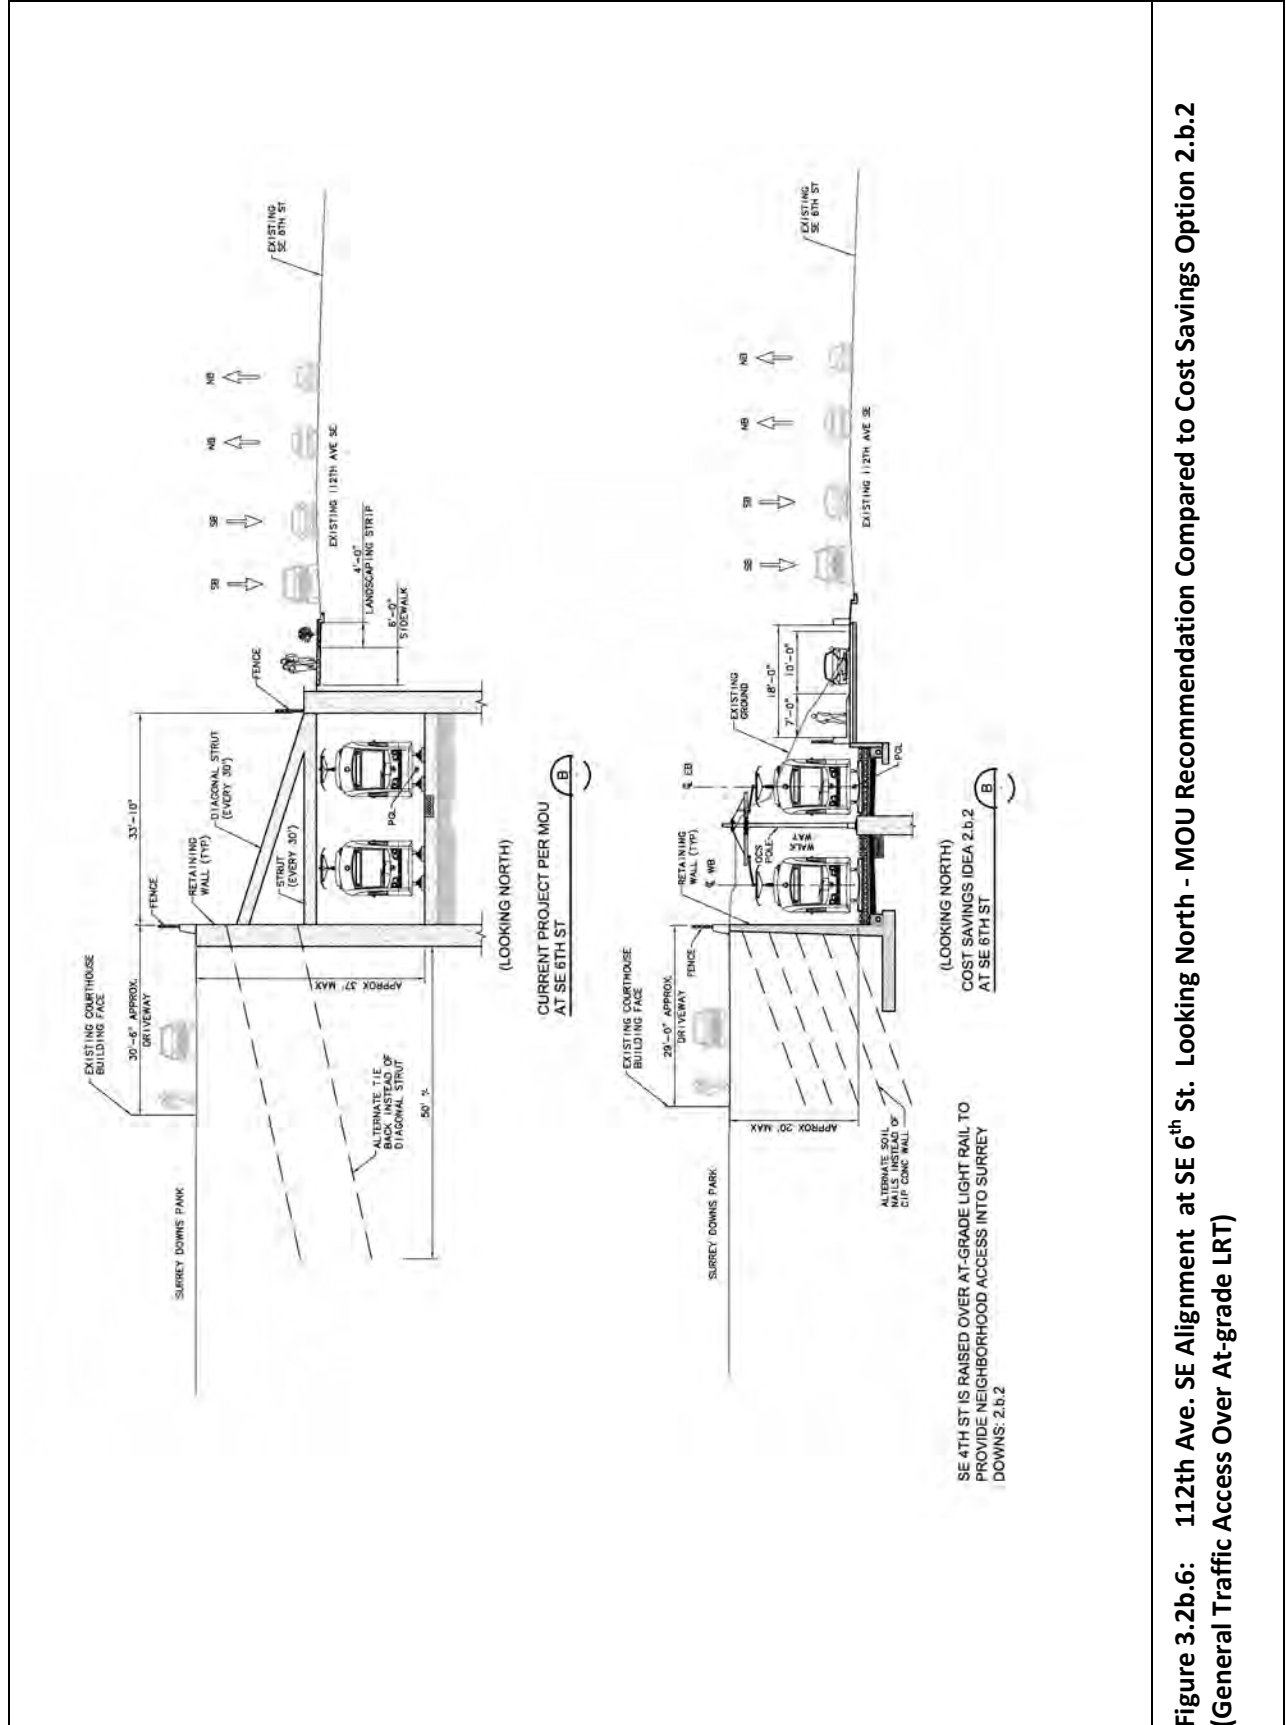 EXISTING COURTHOUSE
BUILDING FACE
30'-6" APPROX.
DRIVEWAY
FENCE
33'-10"
RETAINING
WALL (TYP)
DIAGONAL STRUT
(EVERY 30')
STRUT
(EVERY 30')
FENCE
SB
SB
NB
NB
EXISTING
SE 6TH ST
SURREY DOWNS PARK
APPROX 37' MAX
PGL
4'-0"
LANDSCAPING STRIP
6'-0"
SIDEWALK
EXISTING 112TH AVE SE
ALTERNATE TIE
BACK INSTEAD OF
DIAGONAL STRUT
50'
(LOOKING NORTH)
CURRENT PROJECT PER MOU
AT SE 6TH ST
B
EXISTING COURTHOUSE
BUILDING FACE
29'-0" APPROX.
DRIVEWAY
FENCE
RETAINING
WALL (TYP)
℄ WB
OCS
POLE
WALK
WAY
℄ EB
EXISTING
GROUND
18'-0"
7'-0"
10'-0"
SB
SB
NB
NB
EXISTING
SE 6TH ST
SURREY DOWNS PARK
APPROX 20' MAX
PGL
EXISTING 112TH AVE SE
ALTERNATE SOIL
NAILS INSTEAD OF
CIP CONC WALL
(LOOKING NORTH)
COST SAVINGS IDEA 2.b.2
AT SE 6TH ST
B
SE 4TH ST IS RAISED OVER AT-GRADE LIGHT RAIL TO
PROVIDE NEIGHBORHOOD ACCESS INTO SURREY
DOWNS: 2.b.2
Figure 3.2b.6: 112th Ave. SE Alignment at SE 6th St. Looking North - MOU Recommendation Compared to Cost Savings Option 2.b.2
(General Traffic Access Over At-grade LRT)